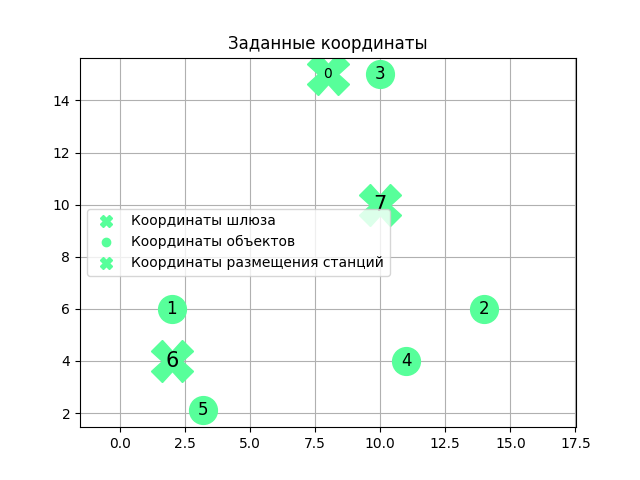 Заданные координаты
0 3
14
12
10 7
Координаты шлюза
Координаты объектов
8
Координаты размещения станций
6 1 2
4 6 4
2 5
0.0 2.5 5.0 7.5 10.0 12.5 15.0 17.5